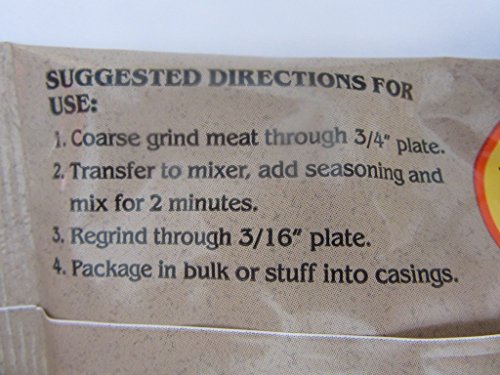 SUGGESTED DIRECTIONS FOR
USE:
1. Coarse grind meat through 3/4" plate.
2. Transfer to mixer, add seasoning and
mix for 2 minutes.
3. Regrind through 3/16" plate.
4. Package in bulk or stuff into casings.